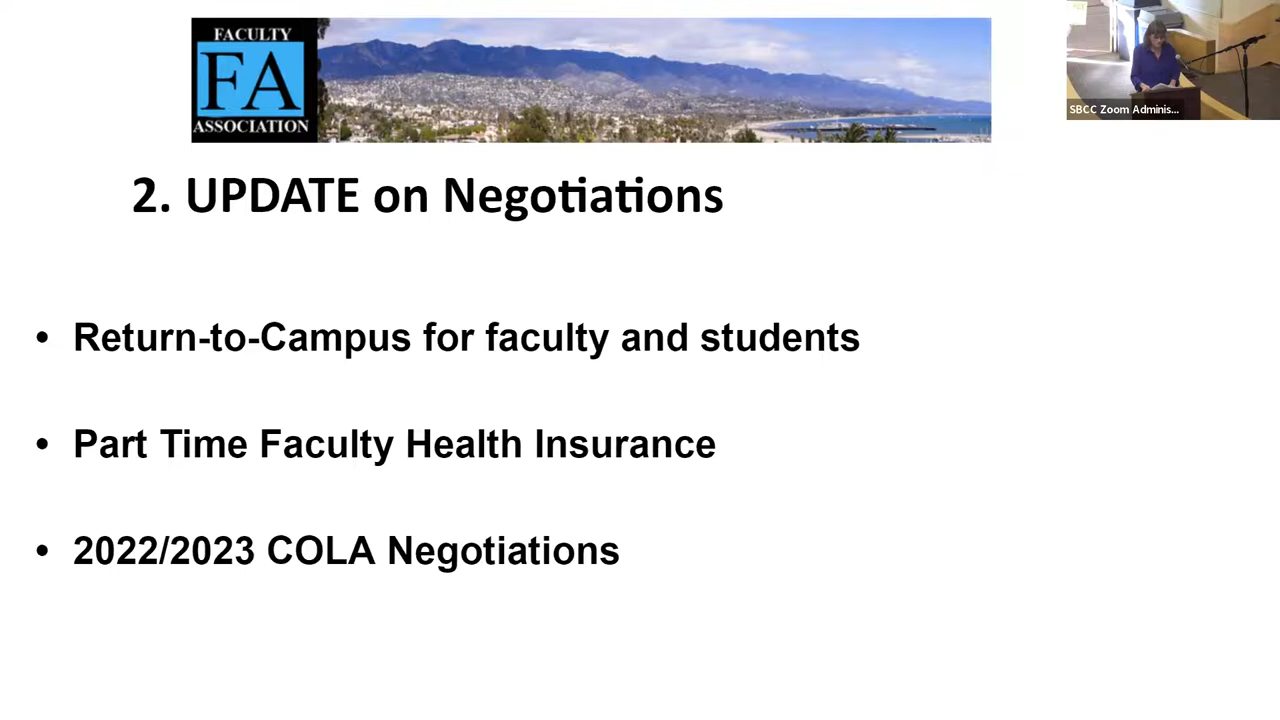 FACULTY
FA
ASSOCIATION
SBCC Zoom Adminis...
2. UPDATE on Negotiations
• Return-to-Campus for faculty and students
• Part Time Faculty Health Insurance
• 2022/2023 COLA Negotiations